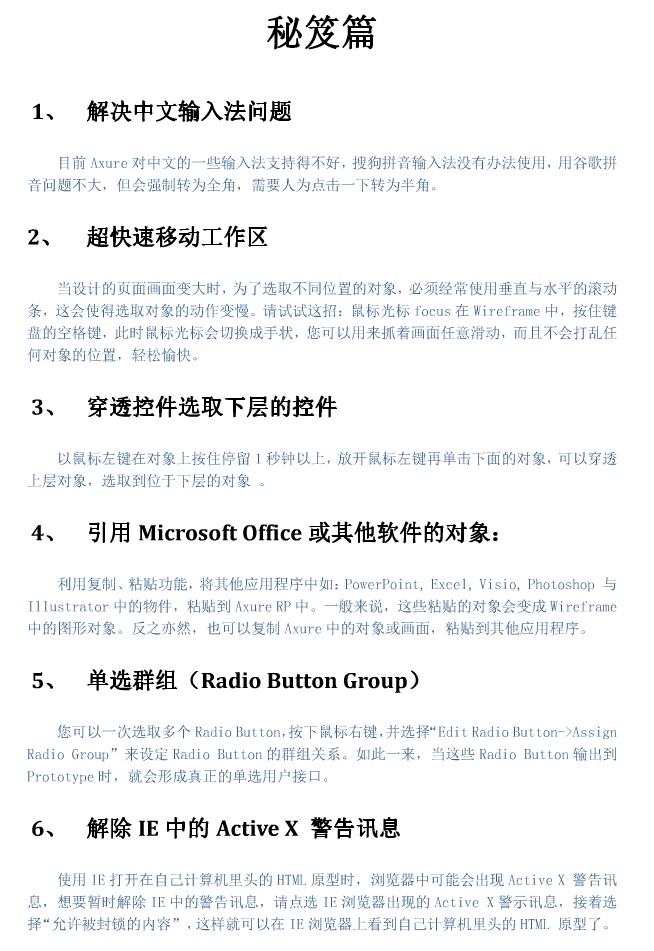 秘笈篇
1、 解决中文输入法问题
目前 Axure 对中文的一些输入法支持得不好，搜狗拼音输入法没有办法使用，用谷歌拼
音问题不大，但会强制转为全角，需要人为点击一下转为半角。
2、 超快速移动工作区
当设计的页面画面变大时，为了选取不同位置的对象，必须经常使用垂直与水平的滚动
条，这会使得选取对象的动作变慢。请试试这招：鼠标光标 focus 在 Wireframe 中，按住键
盘的空格键，此时鼠标光标会切换成手状，您可以用来抓着画面任意滑动，而且不会打乱任
何对象的位置，轻松愉快。
3、 穿透控件选取下层的控件
以鼠标左键在对象上按住停留 1 秒钟以上，放开鼠标左键再单击下面的对象，可以穿透
上层对象，选取到位于下层的对象 。
4、 引用 Microsoft Office 或其他软件的对象：
利用复制、粘贴功能，将其他应用程序中如：PowerPoint, Excel, Visio, Photoshop 与
Illustrator 中的物件，粘贴到 Axure RP 中。一般来说，这些粘贴的对象会变成 Wireframe
中的图形对象。反之亦然，也可以复制 Axure 中的对象或画面，粘贴到其他应用程序。
5、 单选群组（Radio Button Group）
您可以一次选取多个 Radio Button，按下鼠标右键，并选择“Edit Radio Button->Assign
Radio Group”来设定 Radio Button 的群组关系。如此一来，当这些 Radio Button 输出到
Prototype 时，就会形成真正的单选用户接口。
6、 解除 IE 中的 Active X 警告讯息
使用 IE 打开在自己计算机里头的 HTML 原型时，浏览器中可能会出现 Active X 警告讯
息，想要暂时解除 IE 中的警告讯息，请点选 IE 浏览器出现的 Active X 警示讯息，接着选
择“允许被封锁的内容”，这样就可以在 IE 浏览器上看到自己计算机里头的 HTML 原型了。